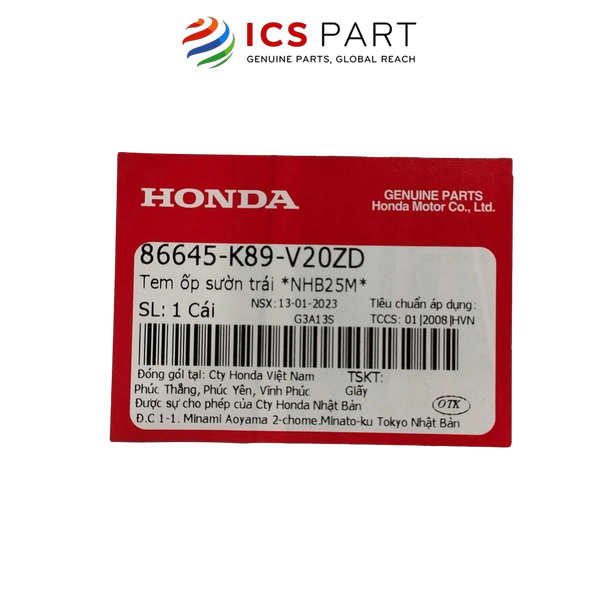 ICS PART
GENUINE PARTS, GLOBAL REACH
HONDA
GENUINE PARTS
Honda Motor Co., Ltd.
86645-K89-V20ZD
Tem ốp sườn trái *NHB25M*
SL: 1 Cái
NSX: 13-01-2023
G3A13S
Tiêu chuẩn áp dụng:
TCCS: 01|2008|HVN
Đóng gói tại: Cty Honda Việt Nam
Phúc Thắng, Phúc Yên, Vĩnh Phúc
TSKT:
Giấy
Được sự cho phép của Cty Honda Nhật Bản
OTK
Đ.C 1-1. Minami Aoyama 2-chome.Minato-ku Tokyo Nhật Bản